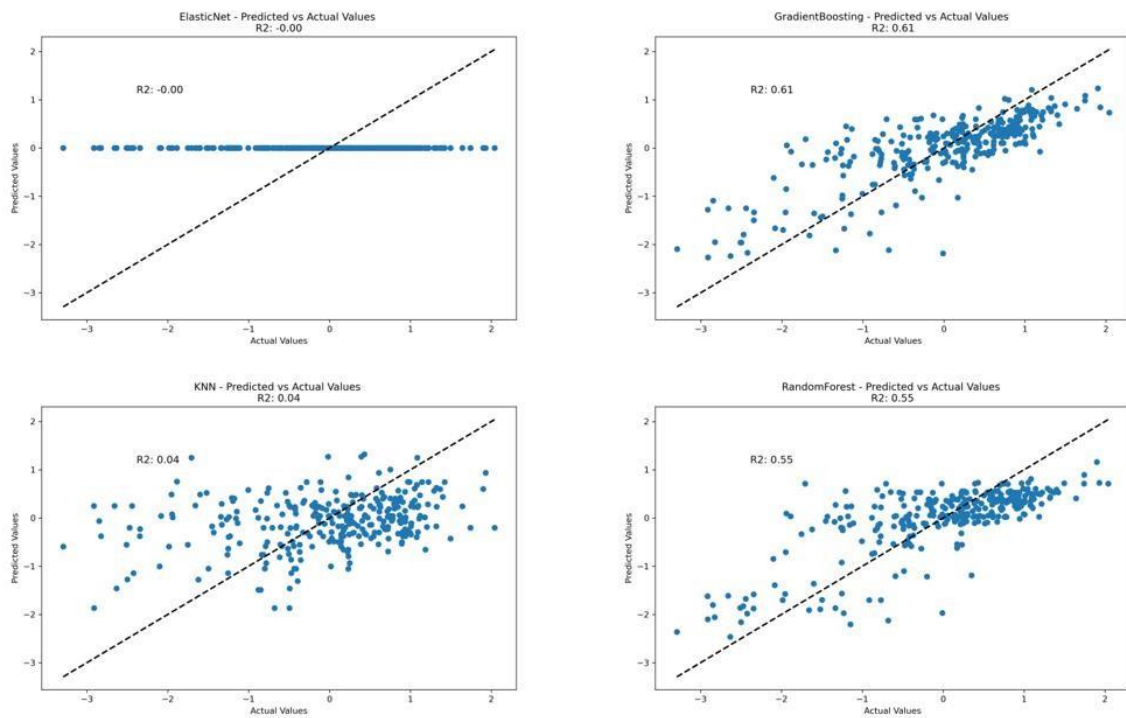 ElasticNet - Predicted vs Actual Values
R2: -0.00
2
1
0
−1
−2
−3
Predicted Values
R2: -0.00
−3
−2
−1
0
1
2
Actual Values
GradientBoosting - Predicted vs Actual Values
R2: 0.61
2
1
0
−1
−2
−3
Predicted Values
R2: 0.61
−3
−2
−1
0
1
2
Actual Values
KNN - Predicted vs Actual Values
R2: 0.04
2
1
0
−1
−2
−3
Predicted Values
R2: 0.04
−3
−2
−1
0
1
2
Actual Values
RandomForest - Predicted vs Actual Values
R2: 0.55
2
1
0
−1
−2
−3
Predicted Values
R2: 0.55
−3
−2
−1
0
1
2
Actual Values